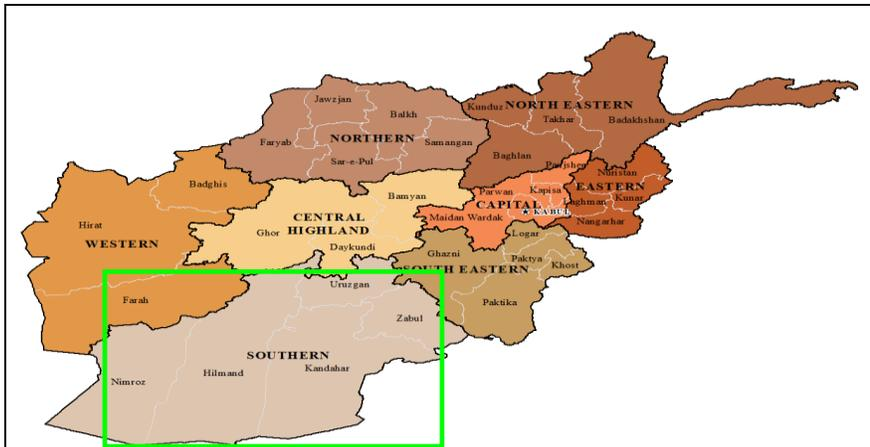 Jawzjan
Balkh
Kunduz
NORTH EASTERN
Takhar
Badakhshan
Faryab
NORTHERN
Samangan
Sar-e-Pul
Baghlan
Panjsher
Nuristan
Badghis
Bamyan
Parwan
Kapisa
EASTERN
Laghman
Kunar
CAPITAL
KABUL
Hirat
WESTERN
Ghor
CENTRAL
HIGHLAND
Maidan Wardak
Nangarhar
Daykundi
Logar
Ghazni
Paktya
Khost
SOUTH EASTERN
Farah
Uruzgan
Paktika
Zabul
SOUTHERN
Nimroz
Hilmand
Kandahar